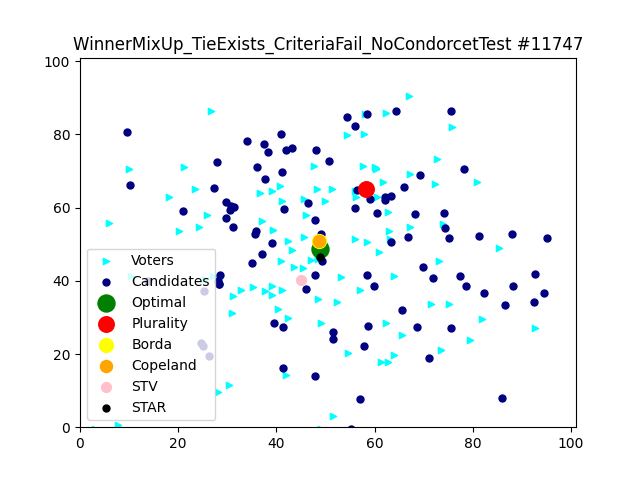 WinnerMixUp_TieExists_CriteriaFail_NoCondorcetTest #11747
100
80
60
40
20
0
Voters
Candidates
Optimal
Plurality
Borda
Copeland
STV
STAR
0 20 40 60 80 100